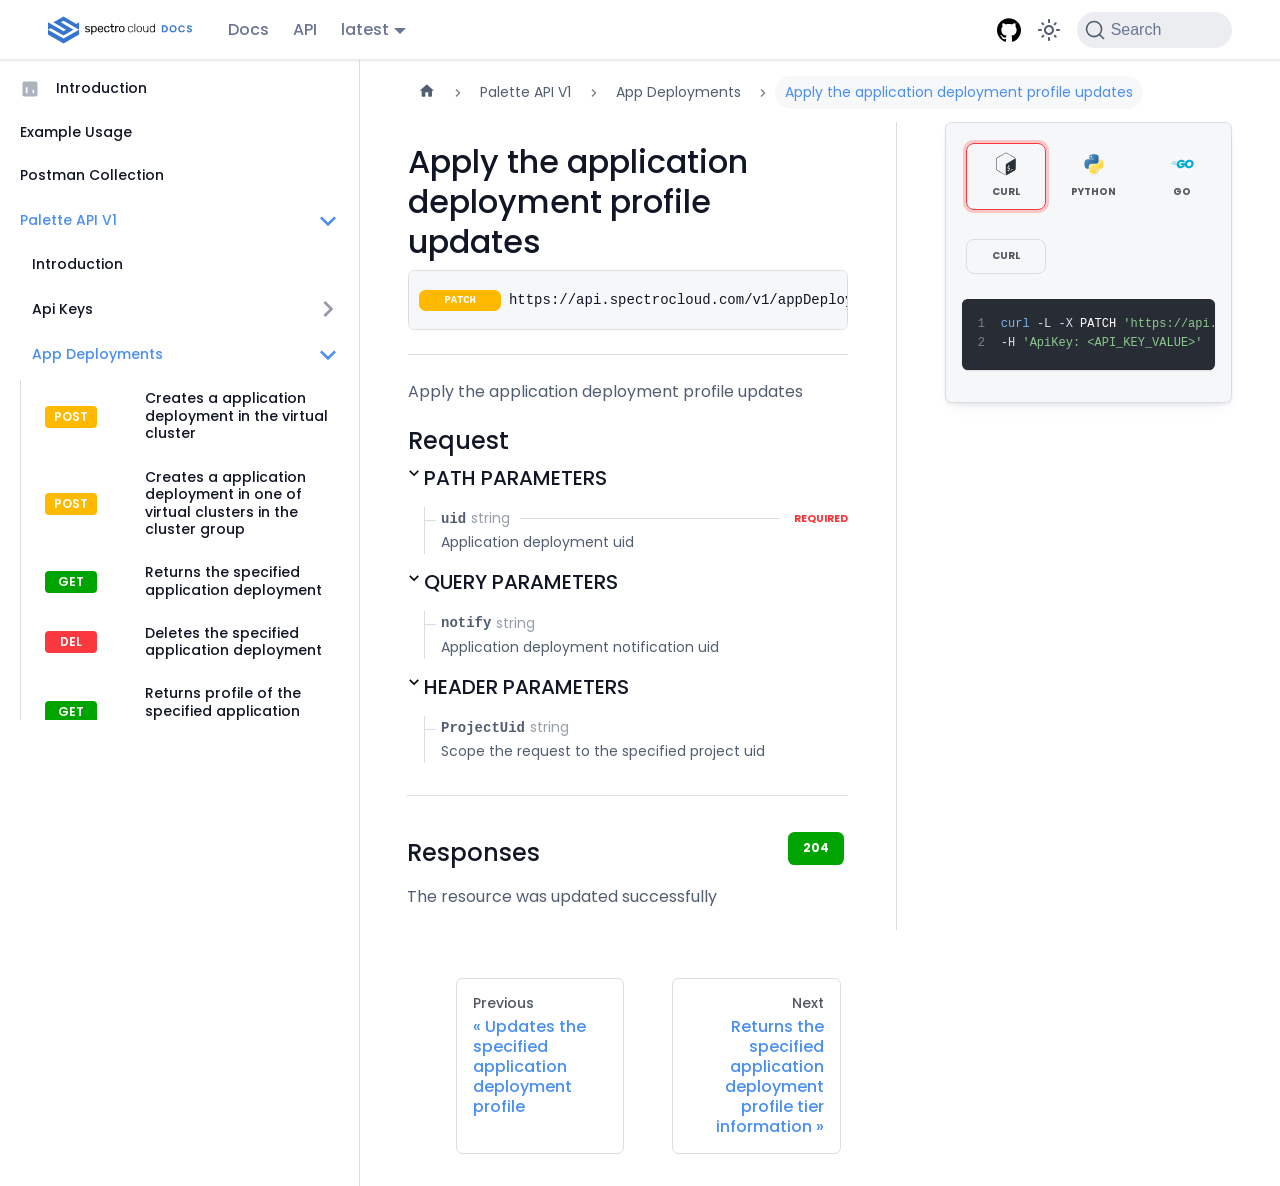 spectro cloud DOCS
Docs
API
latest
Search
Introduction
Example Usage
Postman Collection
Palette API V1
Introduction
Api Keys
App Deployments
POST
Creates a application
deployment in the virtual
cluster
POST
Creates a application
deployment in one of
virtual clusters in the
cluster group
GET
Returns the specified
application deployment
DEL
Deletes the specified
application deployment
GET
Returns profile of the
specified application
Palette API V1
App Deployments
Apply the application deployment profile updates
Apply the application
deployment profile
updates
PATCH
https://api.spectrocloud.com/v1/appDeploy
Apply the application deployment profile updates
Request
PATH PARAMETERS
uid string
REQUIRED
Application deployment uid
QUERY PARAMETERS
notify string
Application deployment notification uid
HEADER PARAMETERS
ProjectUid string
Scope the request to the specified project uid
Responses
204
The resource was updated successfully
Previous
« Updates the
specified
application
deployment
profile
Next
Returns the
specified
application
deployment
profile tier
information »
CURL
PYTHON
GO
CURL
1 curl -L -X PATCH 'https://api.
2 -H 'ApiKey: <API_KEY_VALUE>'